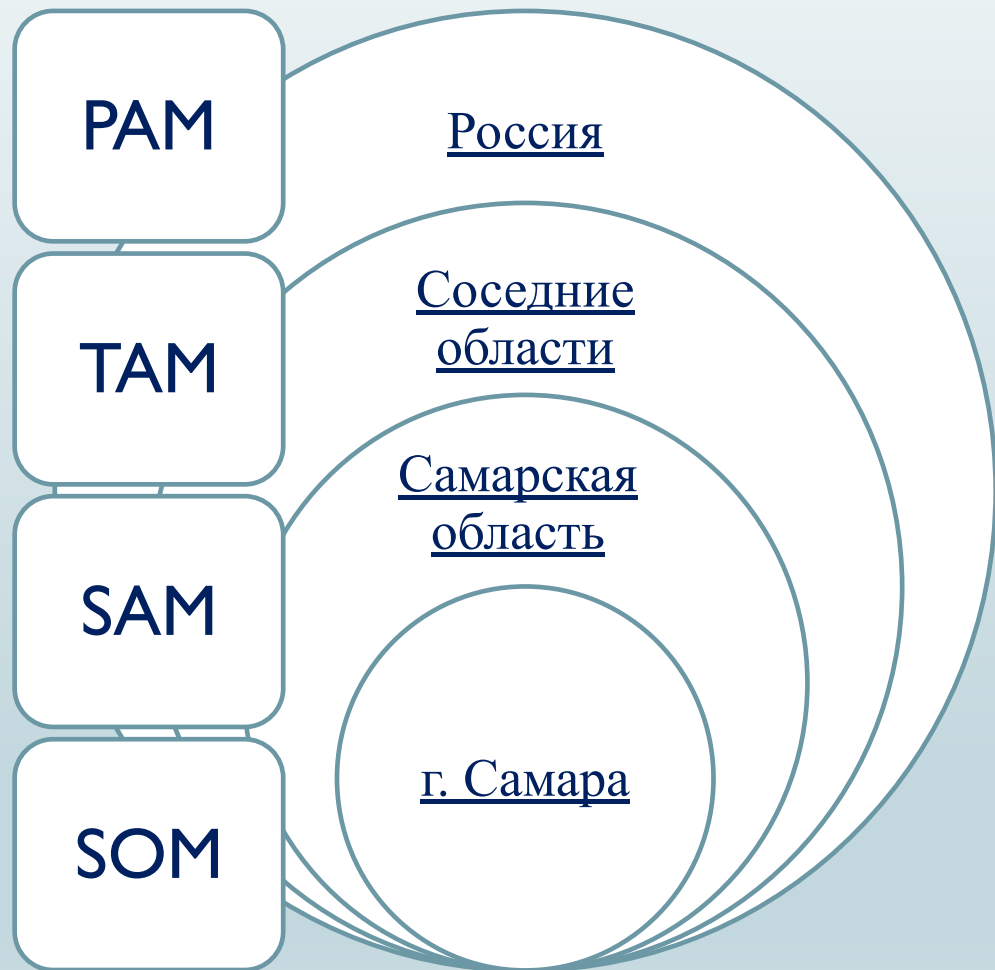 PAM
Россия
TAM
Соседние
области
SAM
Самарская
область
SOM
г. Самара